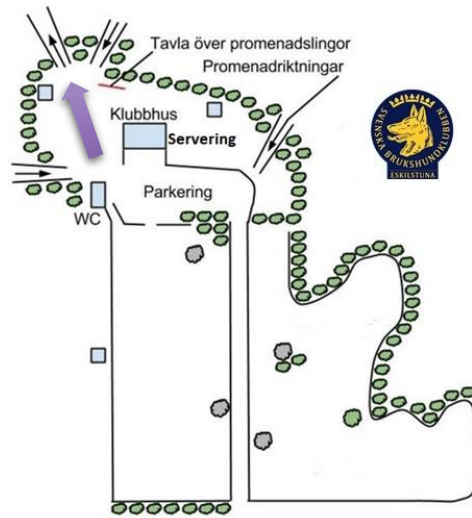 Tavla över promenadslingor
Promenadriktningar
Klubbhus
Servering
Parkering
WC
SVENSKA BRUKSHUNDKLUBBEN
ESKILSTUNA